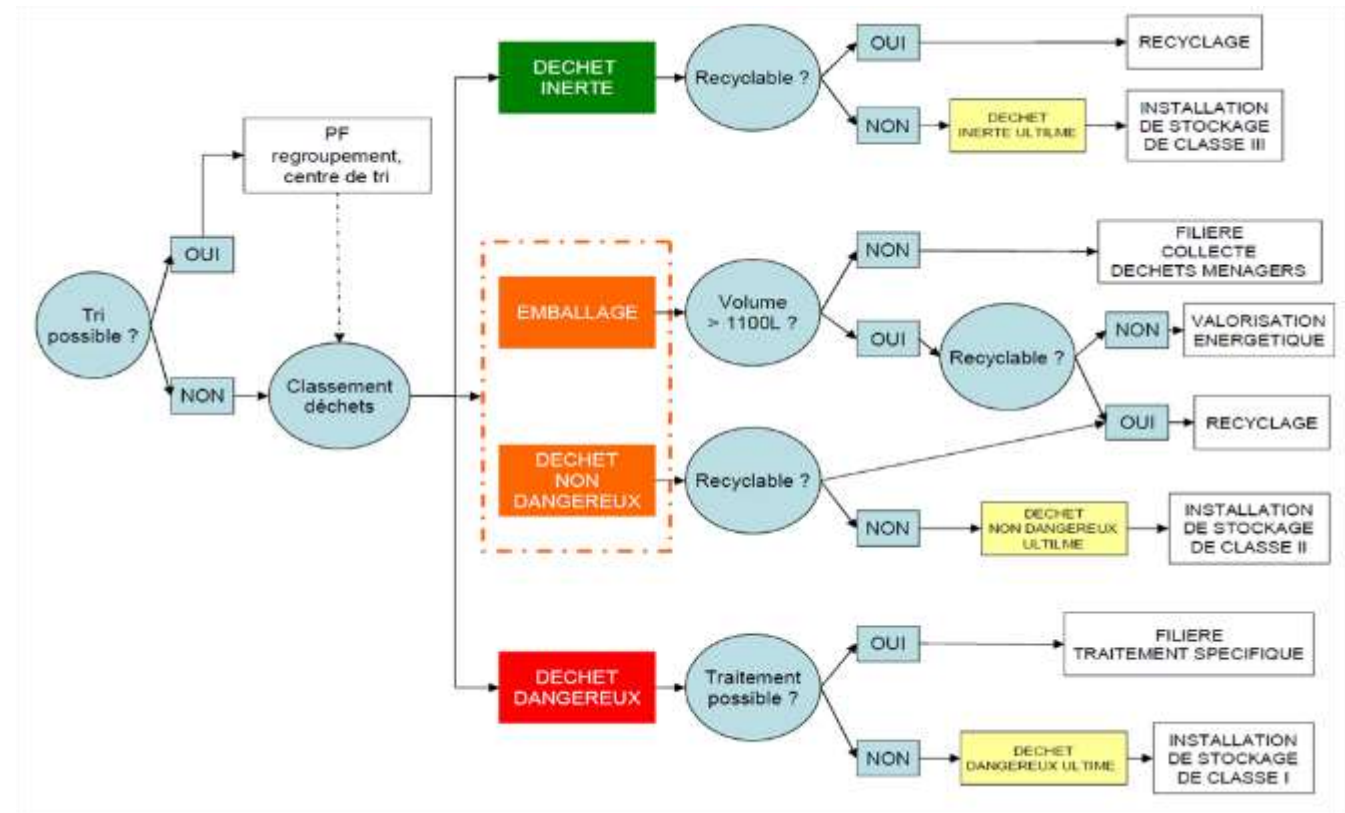 Tri
possible ?
OUI
NON
PF
regroupement,
centre de tri
Classement
déchets
DECHET
INERTE
Recyclable ?
OUI
RECYCLAGE
NON
DECHET
INERTE ULTILME
INSTALLATION
DE STOCKAGE
DE CLASSE III
EMBALLAGE
Volume
> 1100L ?
NON
FILIERE
COLLECTE
DECHETS MENAGERS
OUI
Recyclable ?
NON
VALORISATION
ENERGETIQUE
OUI
RECYCLAGE
DECHET
NON
DANGEREUX
Recyclable ?
NON
DECHET
NON DANGEREUX
ULTILME
INSTALLATION
DE STOCKAGE
DE CLASSE II
DECHET
DANGEREUX
Traitement
possible ?
OUI
FILIERE
TRAITEMENT SPECIFIQUE
NON
DECHET
DANGEREUX ULTIME
INSTALLATION
DE STOCKAGE
DE CLASSE I